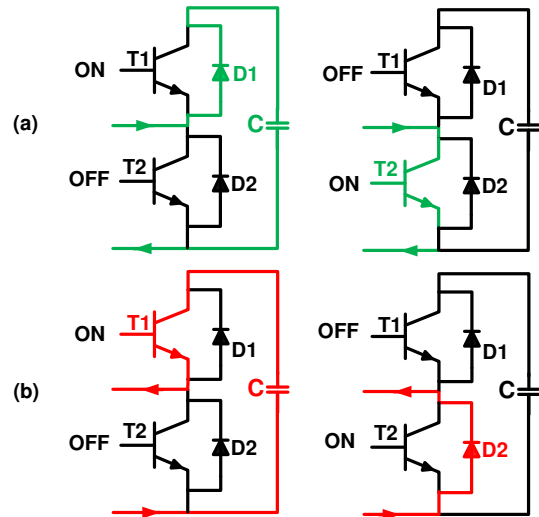 ON T1 D1
(a) C
OFF T2 D2
OFF T1 D1
C
ON T2 D2
ON T1 D1
(b) C
OFF T2 D2
OFF T1 D1
C
ON T2 D2